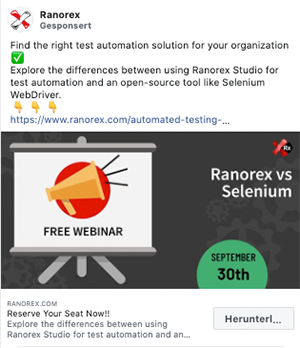 Ranorex
Gesponsert
Find the right test automation solution for your organization
✅
Explore the differences between using Ranorex Studio for
test automation and an open-source tool like Selenium
WebDriver.
👇 👇 👇
https://www.ranorex.com/automated-testing-...
Rx
Ranorex vs
Selenium
FREE WEBINAR
SEPTEMBER
30th
RANOREX.COM
Reserve Your Seat Now!!
Explore the differences between using
Ranorex Studio for test automation and an...
Herunterl...